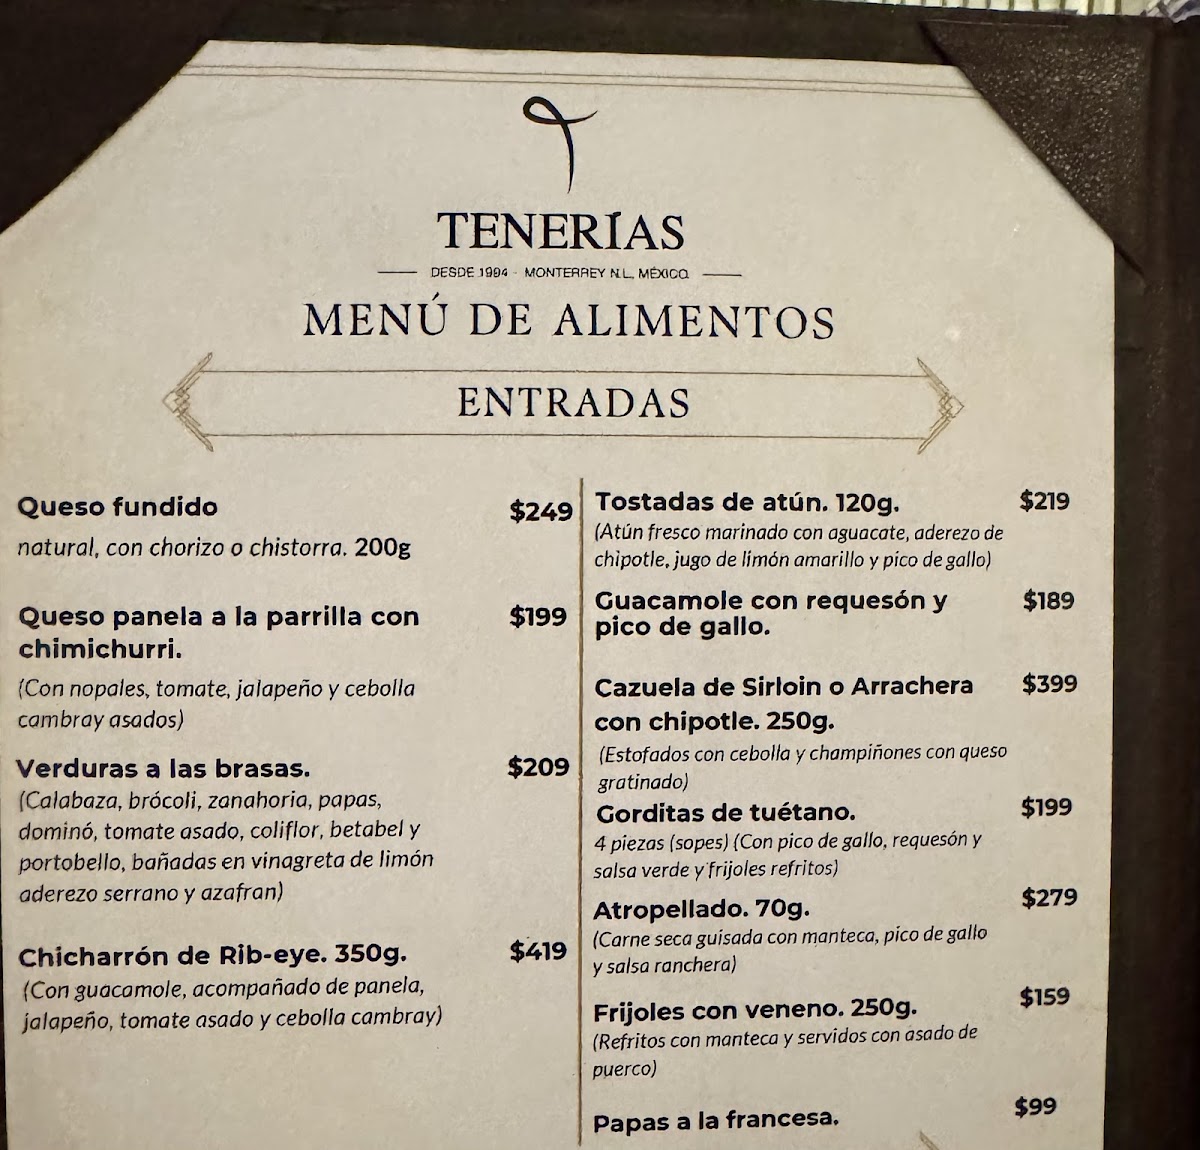 TENERÍAS
DESDE 1994 - MONTERREY N.L, MÉXICO
MENÚ DE ALIMENTOS
ENTRADAS
Queso fundido $249
natural, con chorizo o chistorra. 200g
Queso panela a la parrilla con $199
chimichurri.
(Con nopales, tomate, jalapeño y cebolla
cambray asados)
Verduras a las brasas. $209
(Calabaza, brócoli, zanahoria, papas,
dominó, tomate asado, coliflor, betabel y
portobello, bañadas en vinagreta de limón
aderezo serrano y azafran)
Chicharrón de Rib-eye. 350g. $419
(Con guacamole, acompañado de panela,
jalapeño, tomate asado y cebolla cambray)
Tostadas de atún. 120g. $219
(Atún fresco marinado con aguacate, aderezo de
chipotle, jugo de limón amarillo y pico de gallo)
Guacamole con requesón y $189
pico de gallo.
Cazuela de Sirloin o Arrachera $399
con chipotle. 250g.
(Estofados con cebolla y champiñones con queso
gratinado)
Gorditas de tuétano. $199
4 piezas (sopes) (Con pico de gallo, requesón y
salsa verde y frijoles refritos)
Atropellado. 70g. $279
(Carne seca guisada con manteca, pico de gallo
y salsa ranchera)
Frijoles con veneno. 250g. $159
(Refritos con manteca y servidos con asado de
puerco)
Papas a la francesa. $99